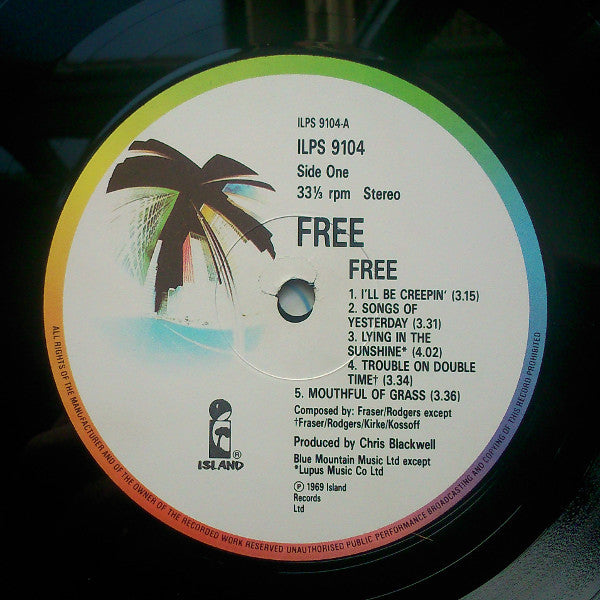 ILPS 9104-A
ILPS 9104
Side One
33⅓ rpm Stereo
FREE
FREE
1. I'LL BE CREEPIN' (3.15)
2. SONGS OF
YESTERDAY (3.31)
3. LYING IN THE
SUNSHINE* (4.02)
4. TROUBLE ON DOUBLE
TIME† (3.34)
5. MOUTHFUL OF GRASS (3.36)
Composed by: Fraser/Rodgers except
†Fraser/Rodgers/Kirke/Kossoff
Produced by Chris Blackwell
Blue Mountain Music Ltd except
*Lupus Music Co Ltd
℗ 1969 Island
Records
Ltd
ISLAND
ALL RIGHTS OF THE MANUFACTURER AND OF THE OWNER OF THE RECORDED WORK RESERVED UNAUTHORISED PUBLIC PERFORMANCE BROADCASTING AND COPYING OF THIS RECORD PROHIBITED